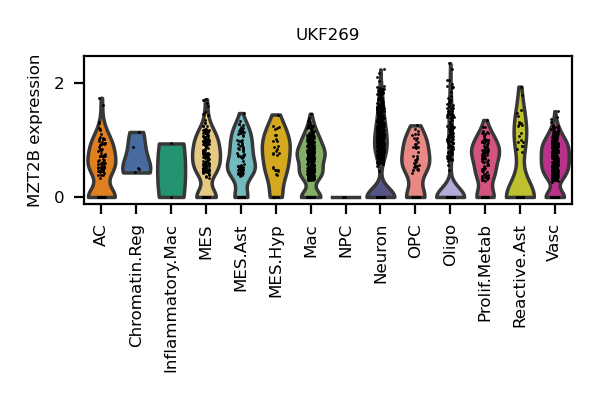 UKF269
MZT2B expression
2
0
AC
Chromatin.Reg
Inflammatory.Mac
MES
MES.Ast
MES.Hyp
Mac
NPC
Neuron
OPC
Oligo
Prolif.Metab
Reactive.Ast
Vasc